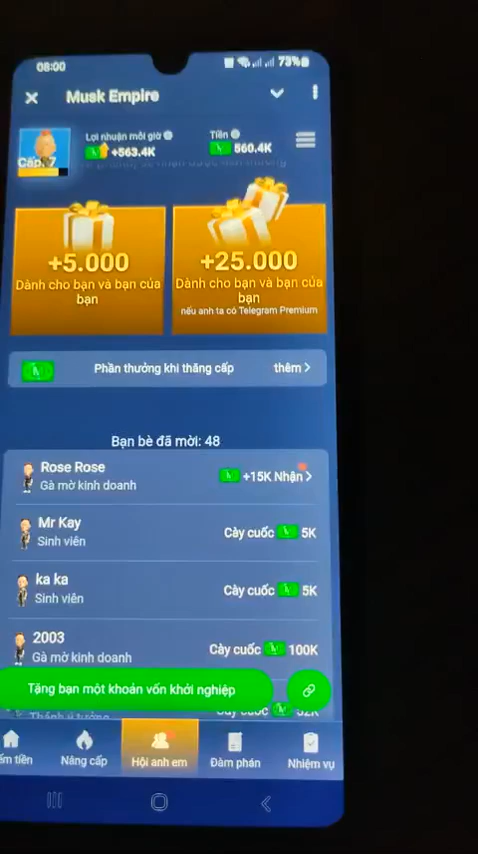 08:00
73%
Musk Empire
Lợi nhuận mỗi giờ
+563.4K
Tiền
560.4K
Cấp 7
+5.000
Dành cho bạn và bạn của
bạn
+25.000
Dành cho bạn và bạn của
bạn
nếu anh ta có Telegram Premium
Phần thưởng khi thăng cấp
thêm
Bạn bè đã mời: 48
Rose Rose
Gà mờ kinh doanh
+15K Nhận
Mr Kay
Sinh viên
Cày cuốc 5K
ka ka
Sinh viên
Cày cuốc 5K
2003
Gà mờ kinh doanh
Cày cuốc 100K
Tặng bạn một khoản vốn khởi nghiệp
Thánh ý tưởng
Cày cuốc 52K
ếm tiền
Nâng cấp
Hội anh em
Đàm phán
Nhiệm vụ